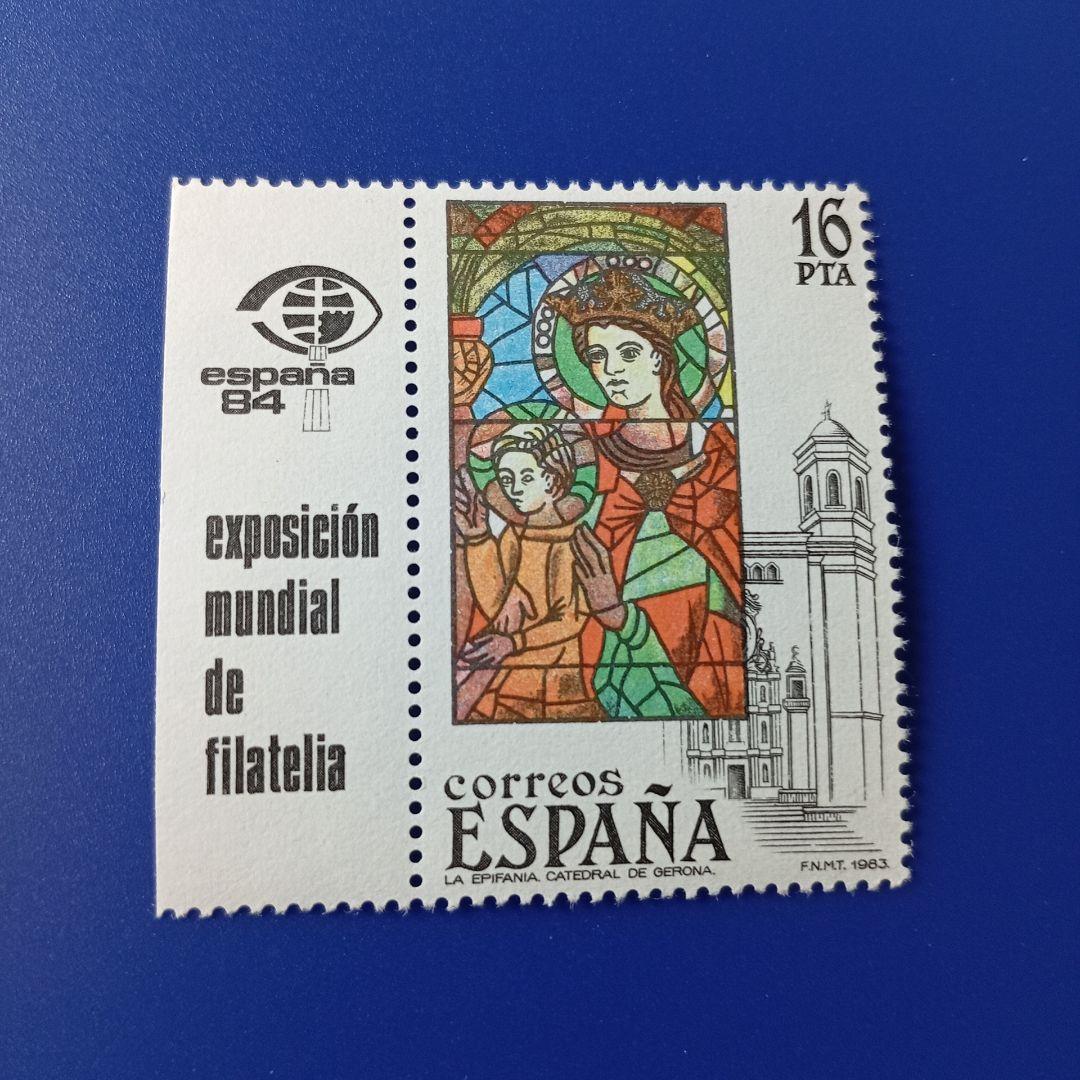 españa
84
exposición
mundial
de
filatelia
16
PTA
correos
ESPAÑA
LA EPIFANIA. CATEDRAL DE GERONA.
F.N.M.T. 1983.